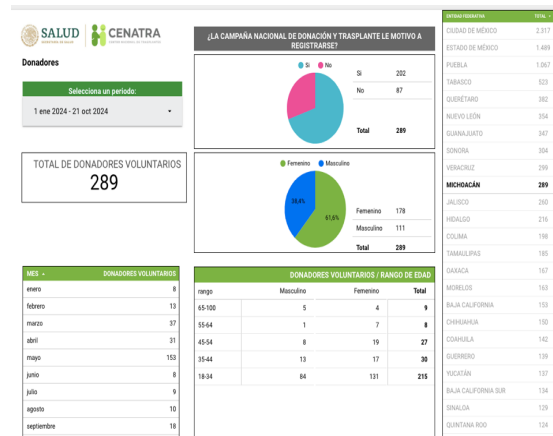 SALUD
SECRETARÍA DE SALUD
CENATRA
CENTRO NACIONAL DE TRASPLANTES
Donadores
Selecciona un periodo:
1 ene 2024 - 21 oct 2024
TOTAL DE DONADORES VOLUNTARIOS
289
MES DONADORES VOLUNTARIOS
enero 8
febrero 13
marzo 37
abril 31
mayo 153
junio 8
julio 9
agosto 10
septiembre 18
¿LA CAMPAÑA NACIONAL DE DONACIÓN Y TRASPLANTE LE MOTIVO A
REGISTRARSE?
Si No
Si 202
No 87
Total 289
Femenino Masculino
38,4%
61,6%
Femenino 178
Masculino 111
Total 289
DONADORES VOLUNTARIOS / RANGO DE EDAD
rango Masculino Femenino Total
65-100 5 4 9
55-64 1 7 8
45-54 8 19 27
35-44 13 17 30
18-34 84 131 215
ENTIDAD FEDERATIVA TOTAL
CIUDAD DE MÉXICO 2.317
ESTADO DE MÉXICO 1.489
PUEBLA 1.067
TABASCO 523
QUERÉTARO 382
NUEVO LEÓN 354
GUANAJUATO 347
SONORA 304
VERACRUZ 299
MICHOACÁN 289
JALISCO 260
HIDALGO 216
COLIMA 198
TAMAULIPAS 185
OAXACA 167
MORELOS 163
BAJA CALIFORNIA 153
CHIHUAHUA 150
COAHUILA 142
GUERRERO 139
YUCATÁN 137
BAJA CALIFORNIA SUR 134
SINALOA 129
QUINTANA ROO 124